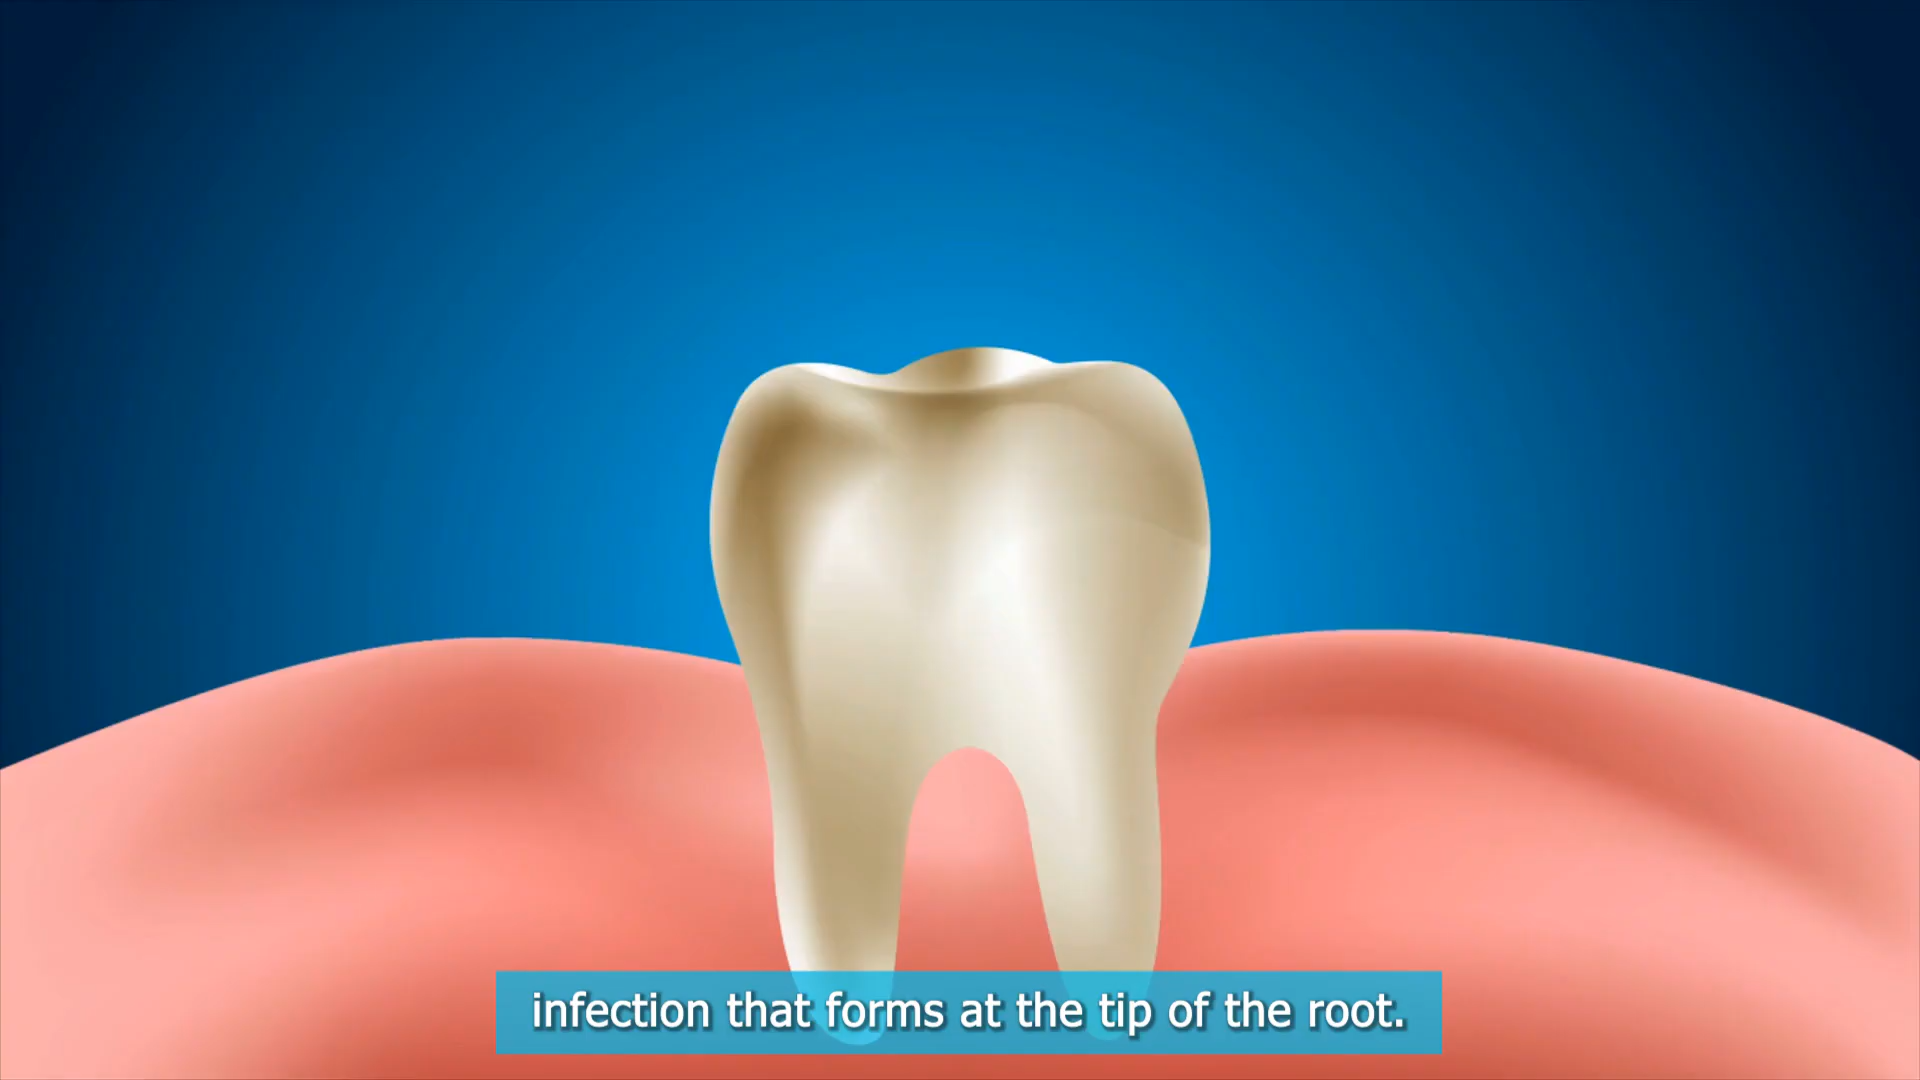 infection that forms at the tip of the root.